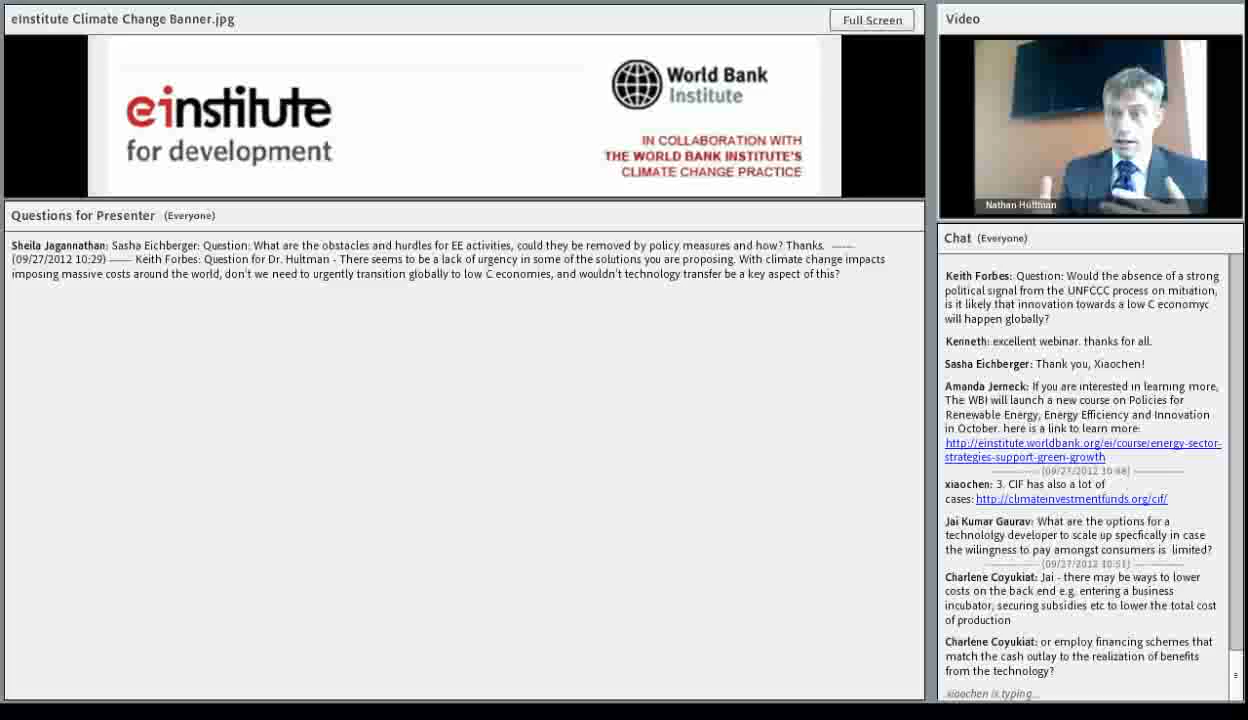 eInstitute Climate Change Banner.jpg
Full Screen
einstitute
for development
World Bank
Institute
IN COLLABORATION WITH
THE WORLD BANK INSTITUTE'S
CLIMATE CHANGE PRACTICE
Questions for Presenter (Everyone)
Sheila Jagannathan: Sasha Eichberger: Question: What are the obstacles and hurdles for EE activities, could they be removed by policy measures and how? Thanks. ——
(09/27/2012 10:29) —— Keith Forbes: Question for Dr. Hultman - There seems to be a lack of urgency in some of the solutions you are proposing. With climate change impacts
imposing massive costs around the world, don't we need to urgently transition globally to low C economies, and wouldn't technology transfer be a key aspect of this?
Video
Nathan Hultman
Chat (Everyone)
Keith Forbes: Question: Would the absence of a strong
political signal from the UNFCCC process on mitiation,
is it likely that innovation towards a low C economyc
will happen globally?
Kenneth: excellent webinar. thanks for all.
Sasha Eichberger: Thank you, Xiaochen!
Amanda Jerneck: If you are interested in learning more,
The WBI will launch a new course on Policies for
Renewable Energy, Energy Efficiency and Innovation
in October. here is a link to learn more:
http://einstitute.worldbank.org/ei/course/energy-sector-
strategies-support-green-growth
xiaochen: 3. CIF has also a lot of
cases: http://climateinvestmentfunds.org/cif/
Jai Kumar Gaurav: What are the options for a
technololgy developer to scale up specfically in case
the wilingness to pay amongst consumers is limited?
(09/27/2012 10:51)
Charlene Coyukiat: Jai - there may be ways to lower
costs on the back end e.g. entering a business
incubator, securing subsidies etc to lower the total cost
of production
Charlene Coyukiat: or employ financing schemes that
match the cash outlay to the realization of benefits
from the technology?
xiaochen is typing...